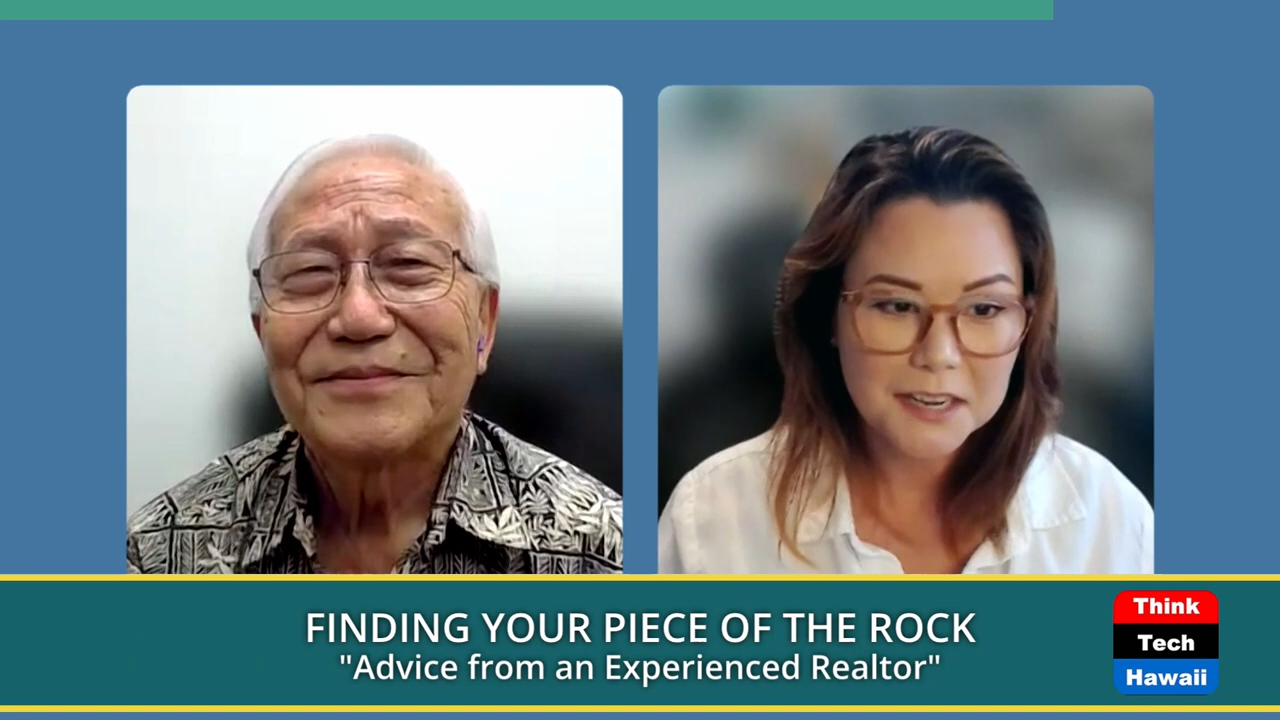 FINDING YOUR PIECE OF THE ROCK
"Advice from an Experienced Realtor"
Think
Tech
Hawaii